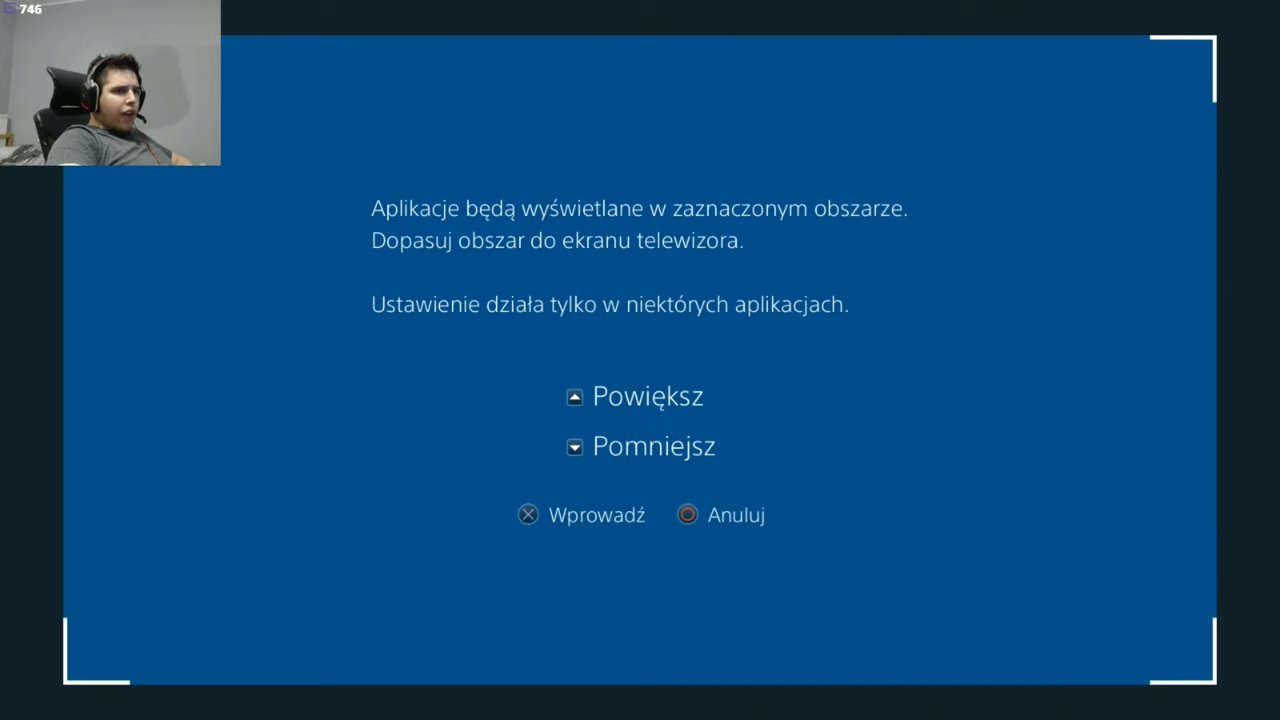 746
Aplikacje będą wyświetlane w zaznaczonym obszarze.
Dopasuj obszar do ekranu telewizora.
Ustawienie działa tylko w niektórych aplikacjach.
Powiększ
Pomniejsz
Wprowadź Anuluj